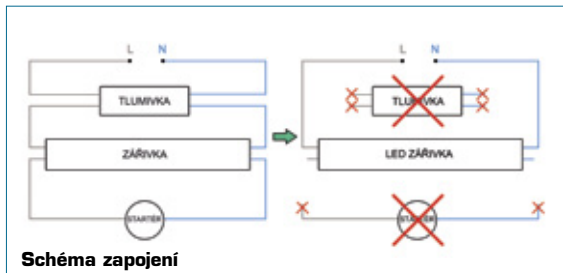 L N
TLUMIVKA
ZÁŘIVKA
STARTÉR
L N
TLUMIVKA
LED ZÁŘIVKA
STARTÉR
Schéma zapojení